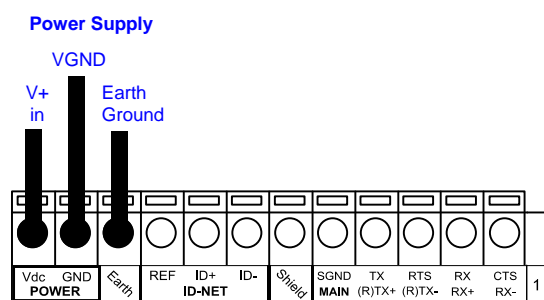 Power Supply
VGND
V+
in
Earth
Ground
Vdc GND Earth REF ID+ ID- Shield SGND TX RTS RX CTS
POWER ID-NET MAIN (R)TX+ (R)TX- RX+ RX- 1